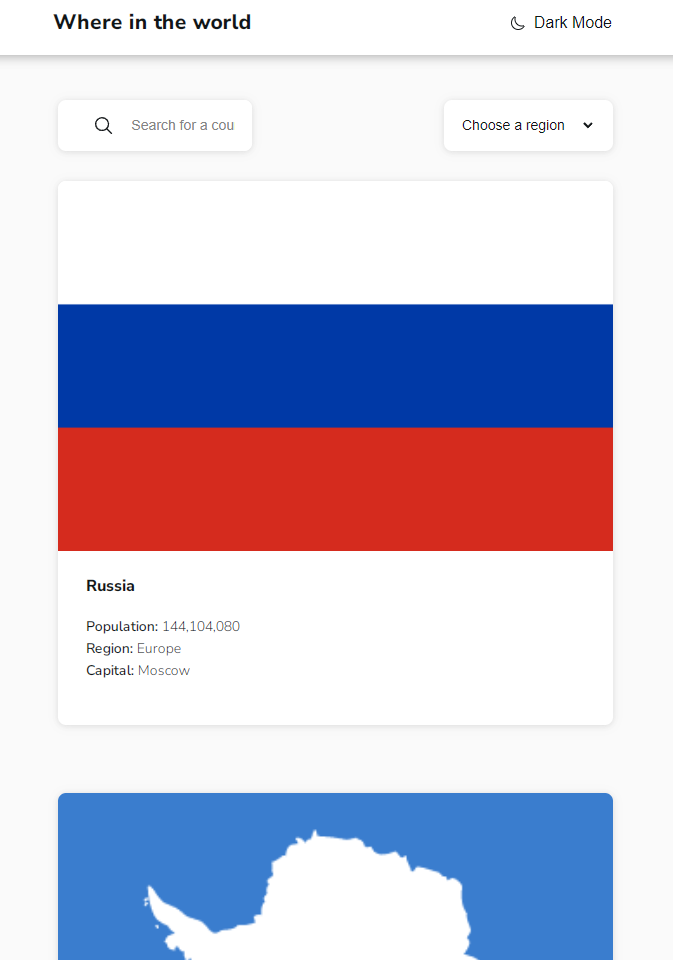 Where in the world
Dark Mode
Search for a cou
Choose a region
Russia
Population: 144,104,080
Region: Europe
Capital: Moscow